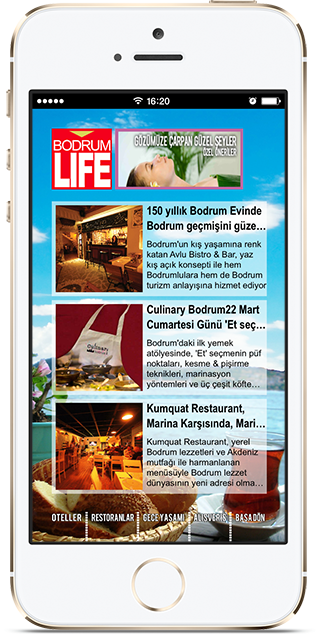 16:20
BODRUM
LIFE
GÖZÜMÜZE ÇARPAN GÜZEL ŞEYLER
ÖZEL ÖNERİLER
150 yıllık Bodrum Evinde
Bodrum geçmişini güze...
Bodrum'un kış yaşamına renk
katan Avlu Bistro & Bar, yaz
kış açık konsepti ile hem
Bodrumlulara hem de Bodrum
turizm anlayışına hizmet ediyor
Culinary
Culinary Bodrum22 Mart
Cumartesi Günü 'Et seç...
Bodrum'daki ilk yemek
atölyesinde, 'Et' seçmenin püf
noktaları, kesme & pişirme
teknikleri, marinasyon
yöntemleri ve üç çeşit köfte...
Kumquat Restaurant,
Marina Karşısında, Mari...
Kumquat Restaurant, yerel
Bodrum lezzetleri ve Akdeniz
mutfağı ile harmanlanan
menüsüyle Bodrum lezzet
dünyasının yeni adresi olma...
OTELLER RESTORANLAR GECE YAŞAMI ALIŞVERİŞ BAŞA DÖN